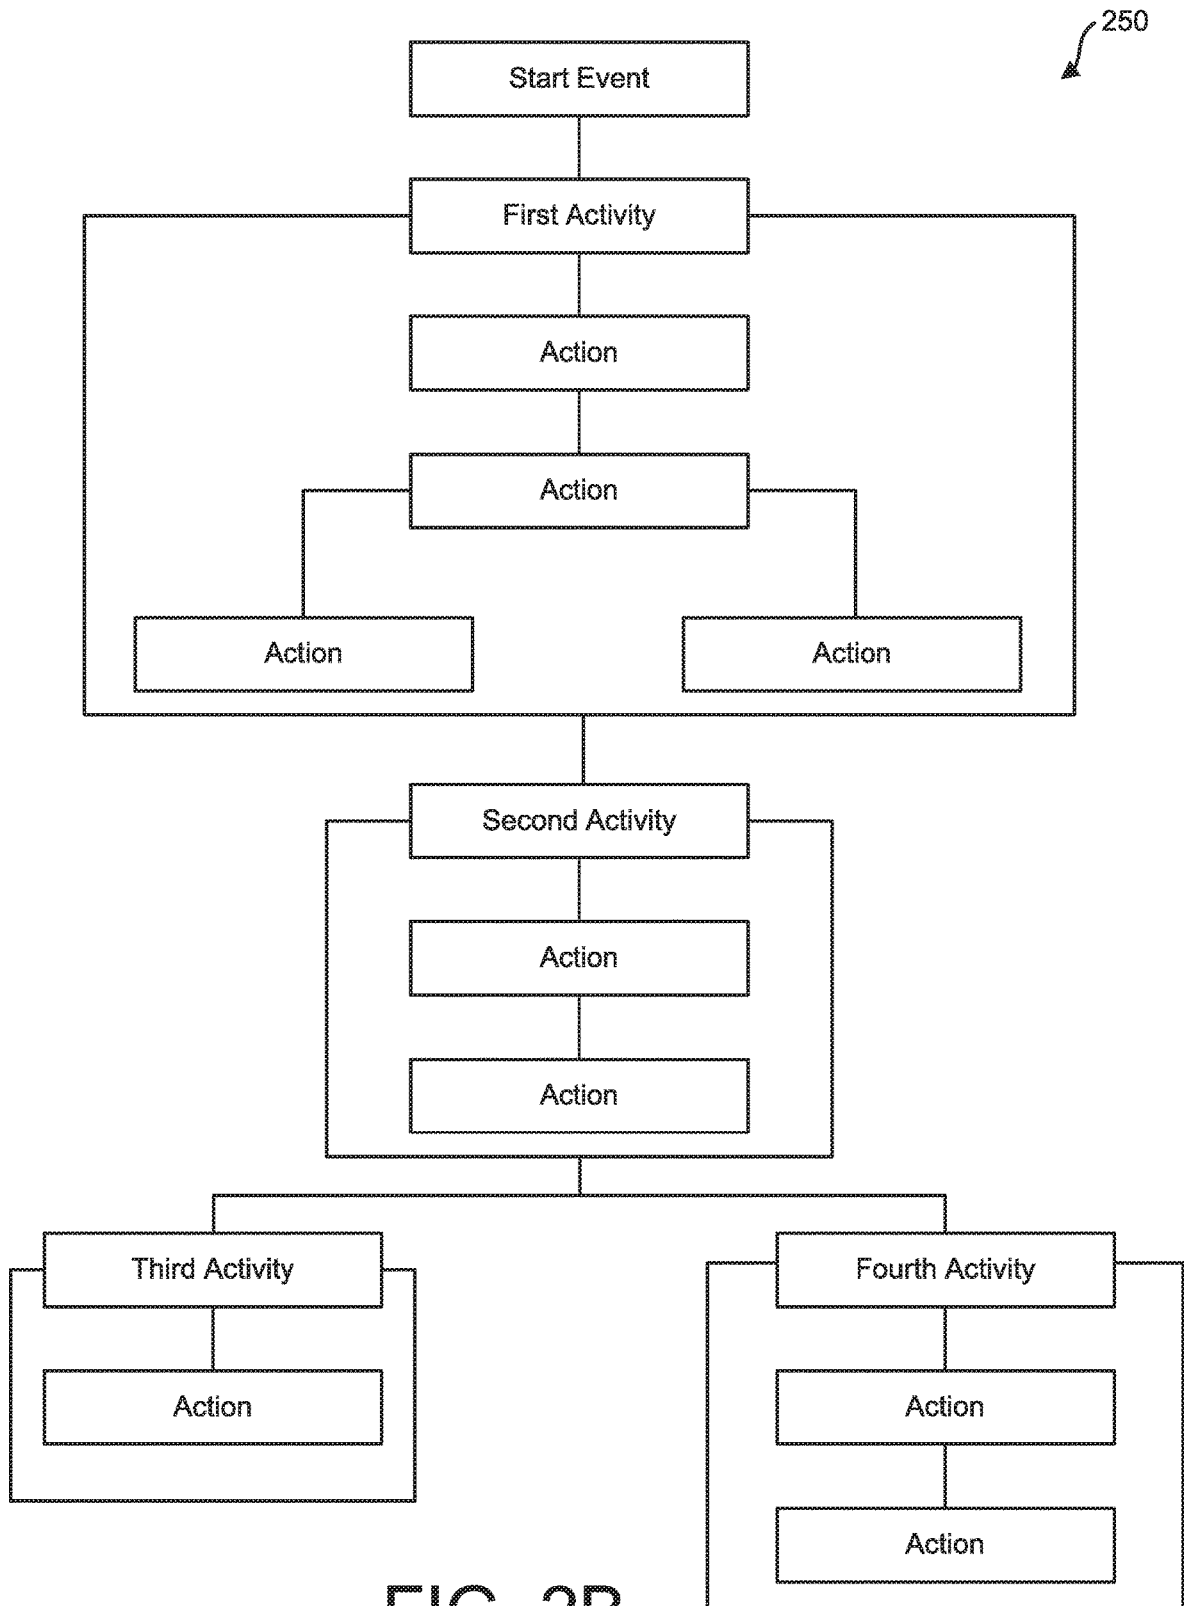 250
Start Event
First Activity
Action
Action
Action
Action
Second Activity
Action
Action
Third Activity
Fourth Activity
Action
Action
Action